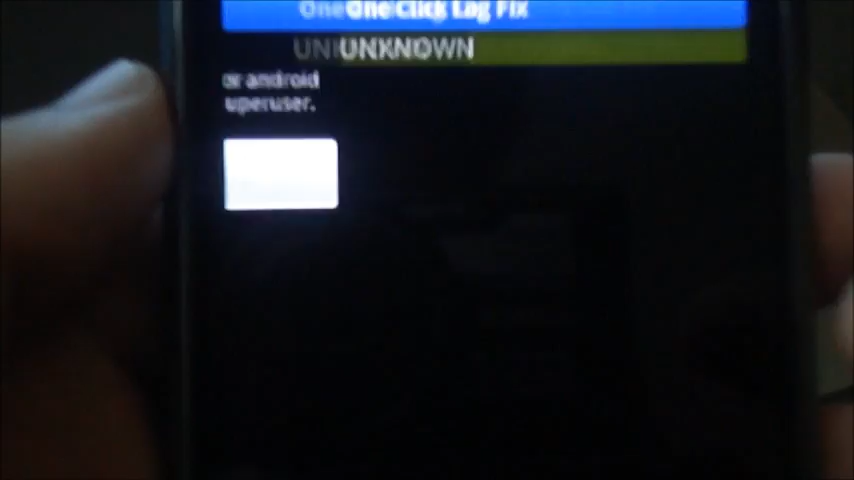 One Click Lag Fix
UNKNOWN
or android
uperuser.